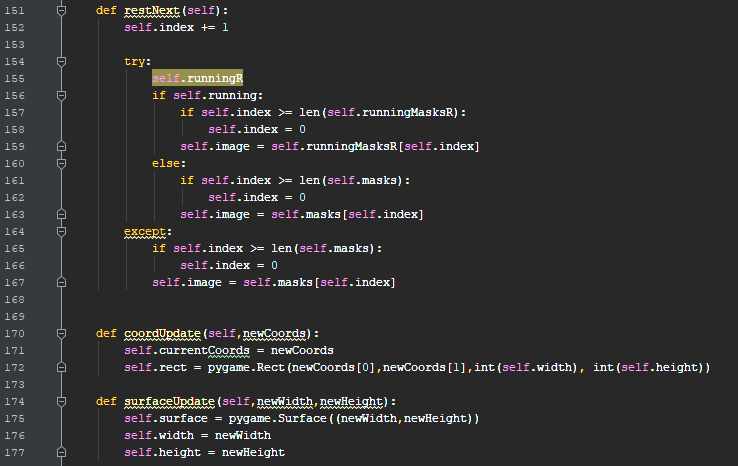 151 def restNext(self):
152 self.index += 1
153
154 try:
155 self.runningR
156 if self.running:
157 if self.index >= len(self.runningMasksR):
158 self.index = 0
159 self.image = self.runningMasksR[self.index]
160 else:
161 if self.index >= len(self.masks):
162 self.index = 0
163 self.image = self.masks[self.index]
164 except:
165 if self.index >= len(self.masks):
166 self.index = 0
167 self.image = self.masks[self.index]
168
169
170 def coordUpdate(self,newCoords):
171 self.currentCoords = newCoords
172 self.rect = pygame.Rect(newCoords[0],newCoords[1],int(self.width), int(self.height))
173
174 def surfaceUpdate(self,newWidth,newHeight):
175 self.surface = pygame.Surface((newWidth,newHeight))
176 self.width = newWidth
177 self.height = newHeight